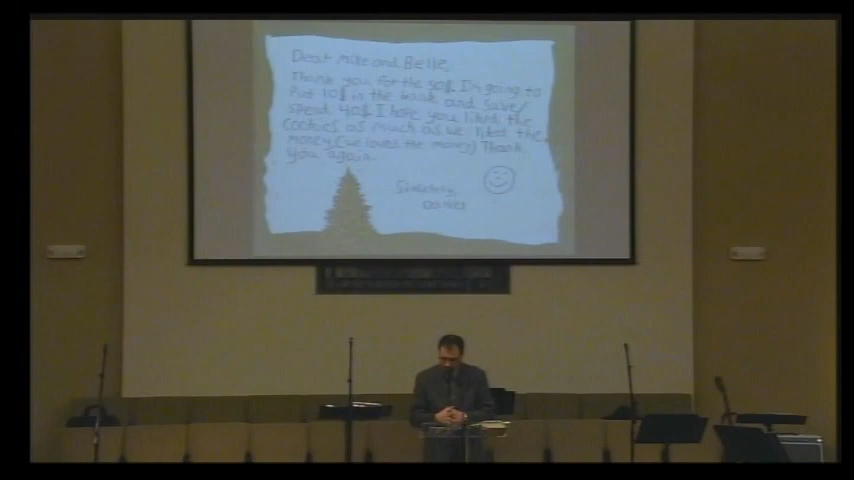 Dear Mike and Belle,
Thank you for the 50$. I'm going to
Put 10$ in the bank and save/
spend 40$ I hope you liked the
cookies as much as we liked the
money. (we loves the money) Thank
you again.
Sincerely,